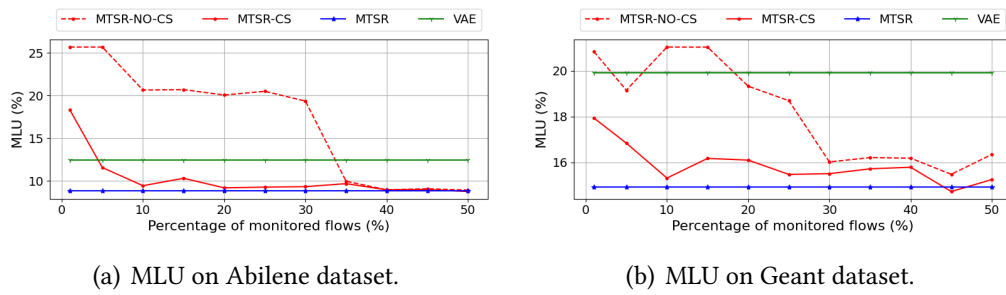 MTSR-NO-CS MTSR-CS MTSR VAE
25
20
15
10
MLU (%)
0 10 20 30 40 50
Percentage of monitored flows (%)
(a) MLU on Abilene dataset.
MTSR-NO-CS MTSR-CS MTSR VAE
20
18
16
MLU (%)
0 10 20 30 40 50
Percentage of monitored flows (%)
(b) MLU on Geant dataset.